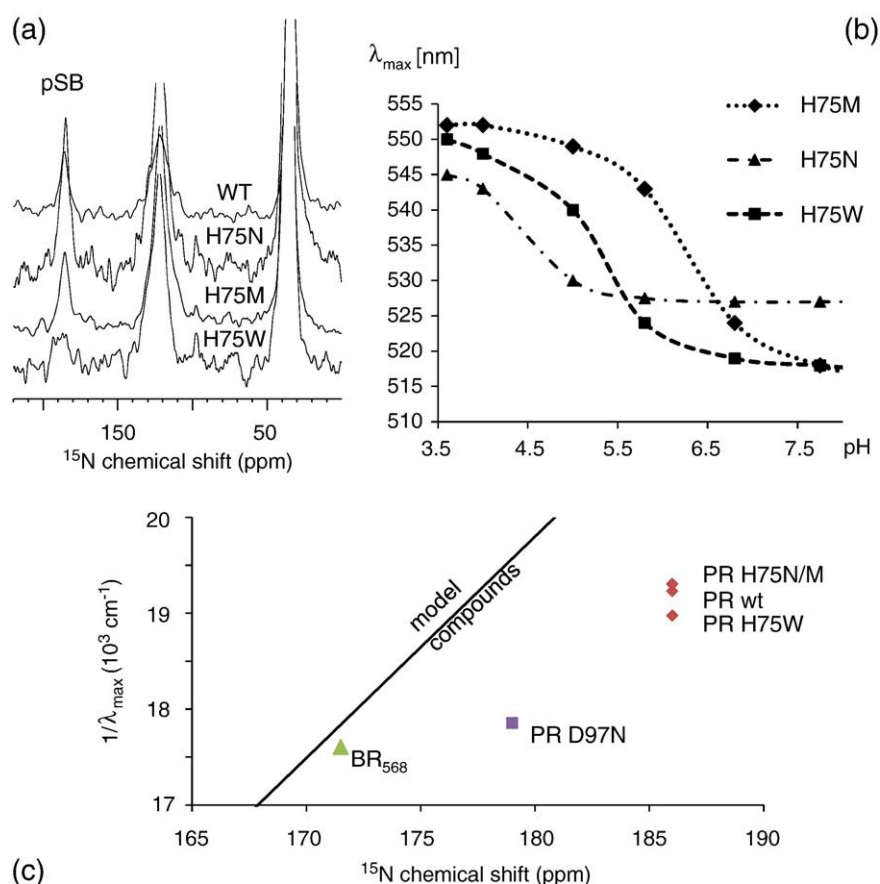 (a)
pSB
WT
H75N
H75M
H75W
150
50
¹⁵N chemical shift (ppm)
(b)
λmax [nm]
555
550
545
540
535
530
525
520
515
510
3.5
4.5
5.5
6.5
7.5
pH
H75M
H75N
H75W
20
19
18
17
1/λmax (10³ cm⁻¹)
model
compounds
PR H75N/M
PR wt
PR H75W
PR D97N
BR₅₆₈
165
170
175
180
185
190
¹⁵N chemical shift (ppm)
(c)